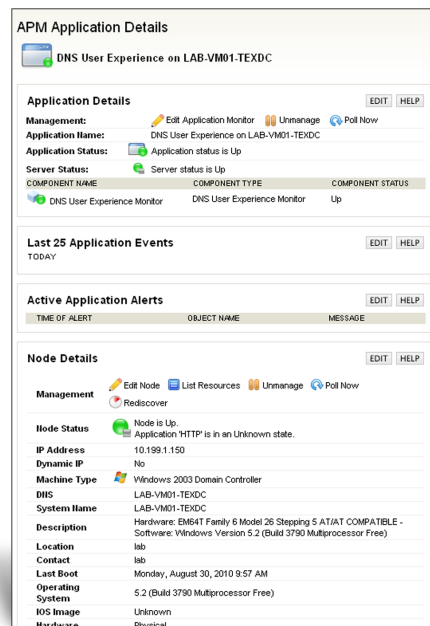 APM Application Details
DNS User Experience on LAB-VM01-TEXDC
Application Details EDIT HELP
Management: Edit Application Monitor Unmanage Poll Now
Application Name: DNS User Experience on LAB-VM01-TEXDC
Application Status: Application status is Up
Server Status: Server status is Up
COMPONENT NAME COMPONENT TYPE COMPONENT STATUS
DNS User Experience Monitor DNS User Experience Monitor Up
Last 25 Application Events EDIT HELP
TODAY
Active Application Alerts EDIT HELP
TIME OF ALERT OBJECT NAME MESSAGE
Node Details EDIT HELP
Management Edit Node List Resources Unmanage Poll Now
Rediscover
Node Status Node is Up.
Application 'HTTP' is in an Unknown state.
IP Address 10.199.1.150
Dynamic IP No
Machine Type Windows 2003 Domain Controller
DNS LAB-VM01-TEXDC
System Name LAB-VM01-TEXDC
Description Hardware: EM64T Family 6 Model 26 Stepping 5 AT/AT COMPATIBLE -
Software: Windows Version 5.2 (Build 3790 Multiprocessor Free)
Location lab
Contact lab
Last Boot Monday, August 30, 2010 9:57 AM
Operating System 5.2 (Build 3790 Multiprocessor Free)
IOS Image Unknown
Hardware Physical